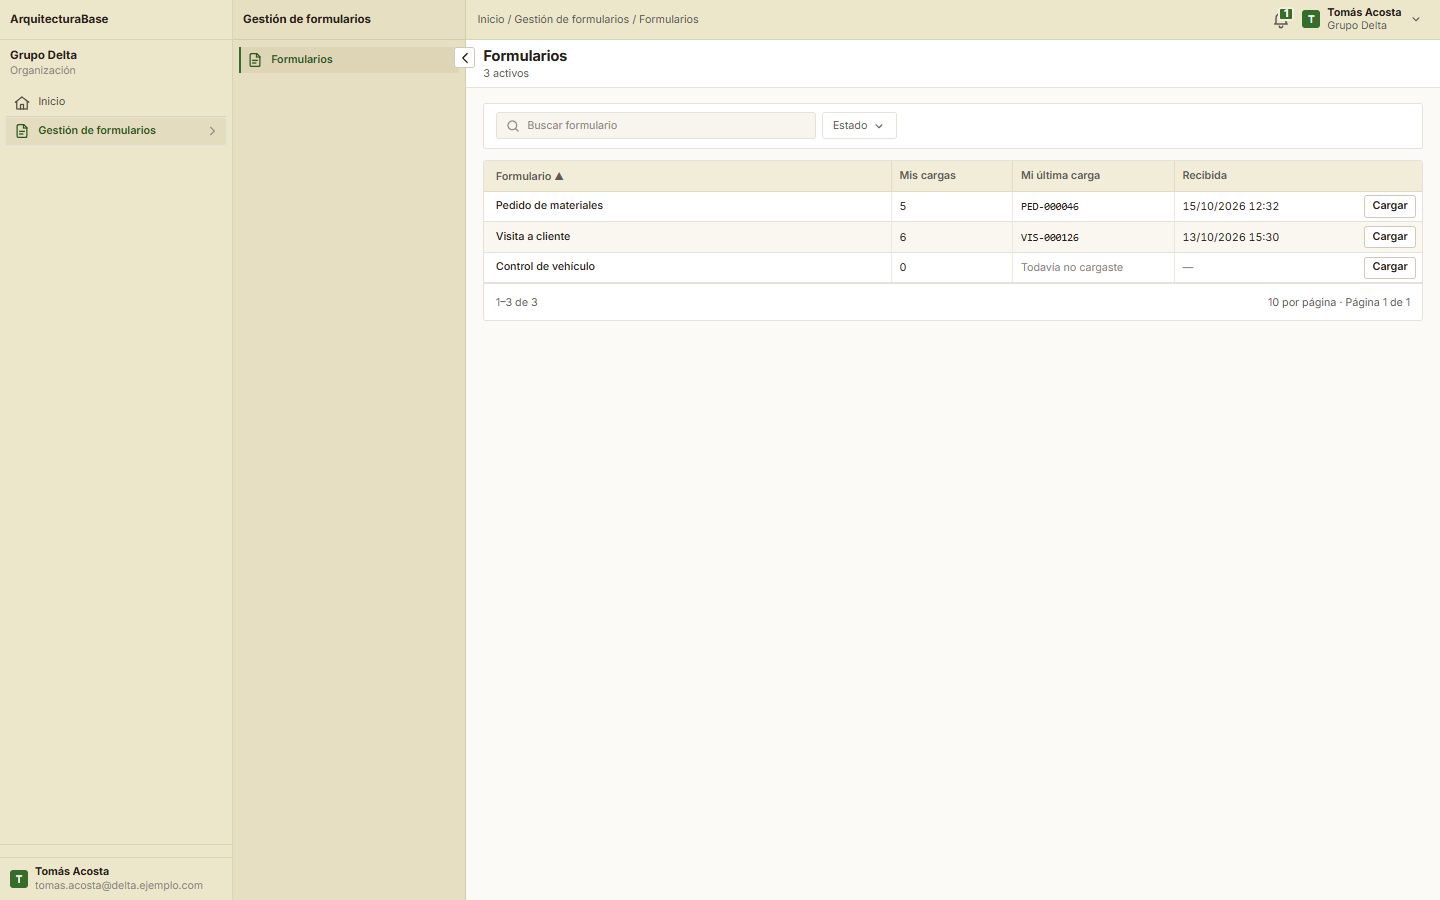 ArquitecturaBase
Grupo Delta
Organización
Inicio
Gestión de formularios
Tomás Acosta
tomas.acosta@delta.ejemplo.com
Gestión de formularios
Formularios
Inicio / Gestión de formularios / Formularios
1
T
Tomás Acosta
Grupo Delta
Formularios
3 activos
Buscar formulario
Estado
Formulario ▲ Mis cargas Mi última carga Recibida
Pedido de materiales 5 PED-000046 15/10/2026 12:32 Cargar
Visita a cliente 6 VIS-000126 13/10/2026 15:30 Cargar
Control de vehículo 0 Todavía no cargaste — Cargar
1–3 de 3 10 por página · Página 1 de 1
T